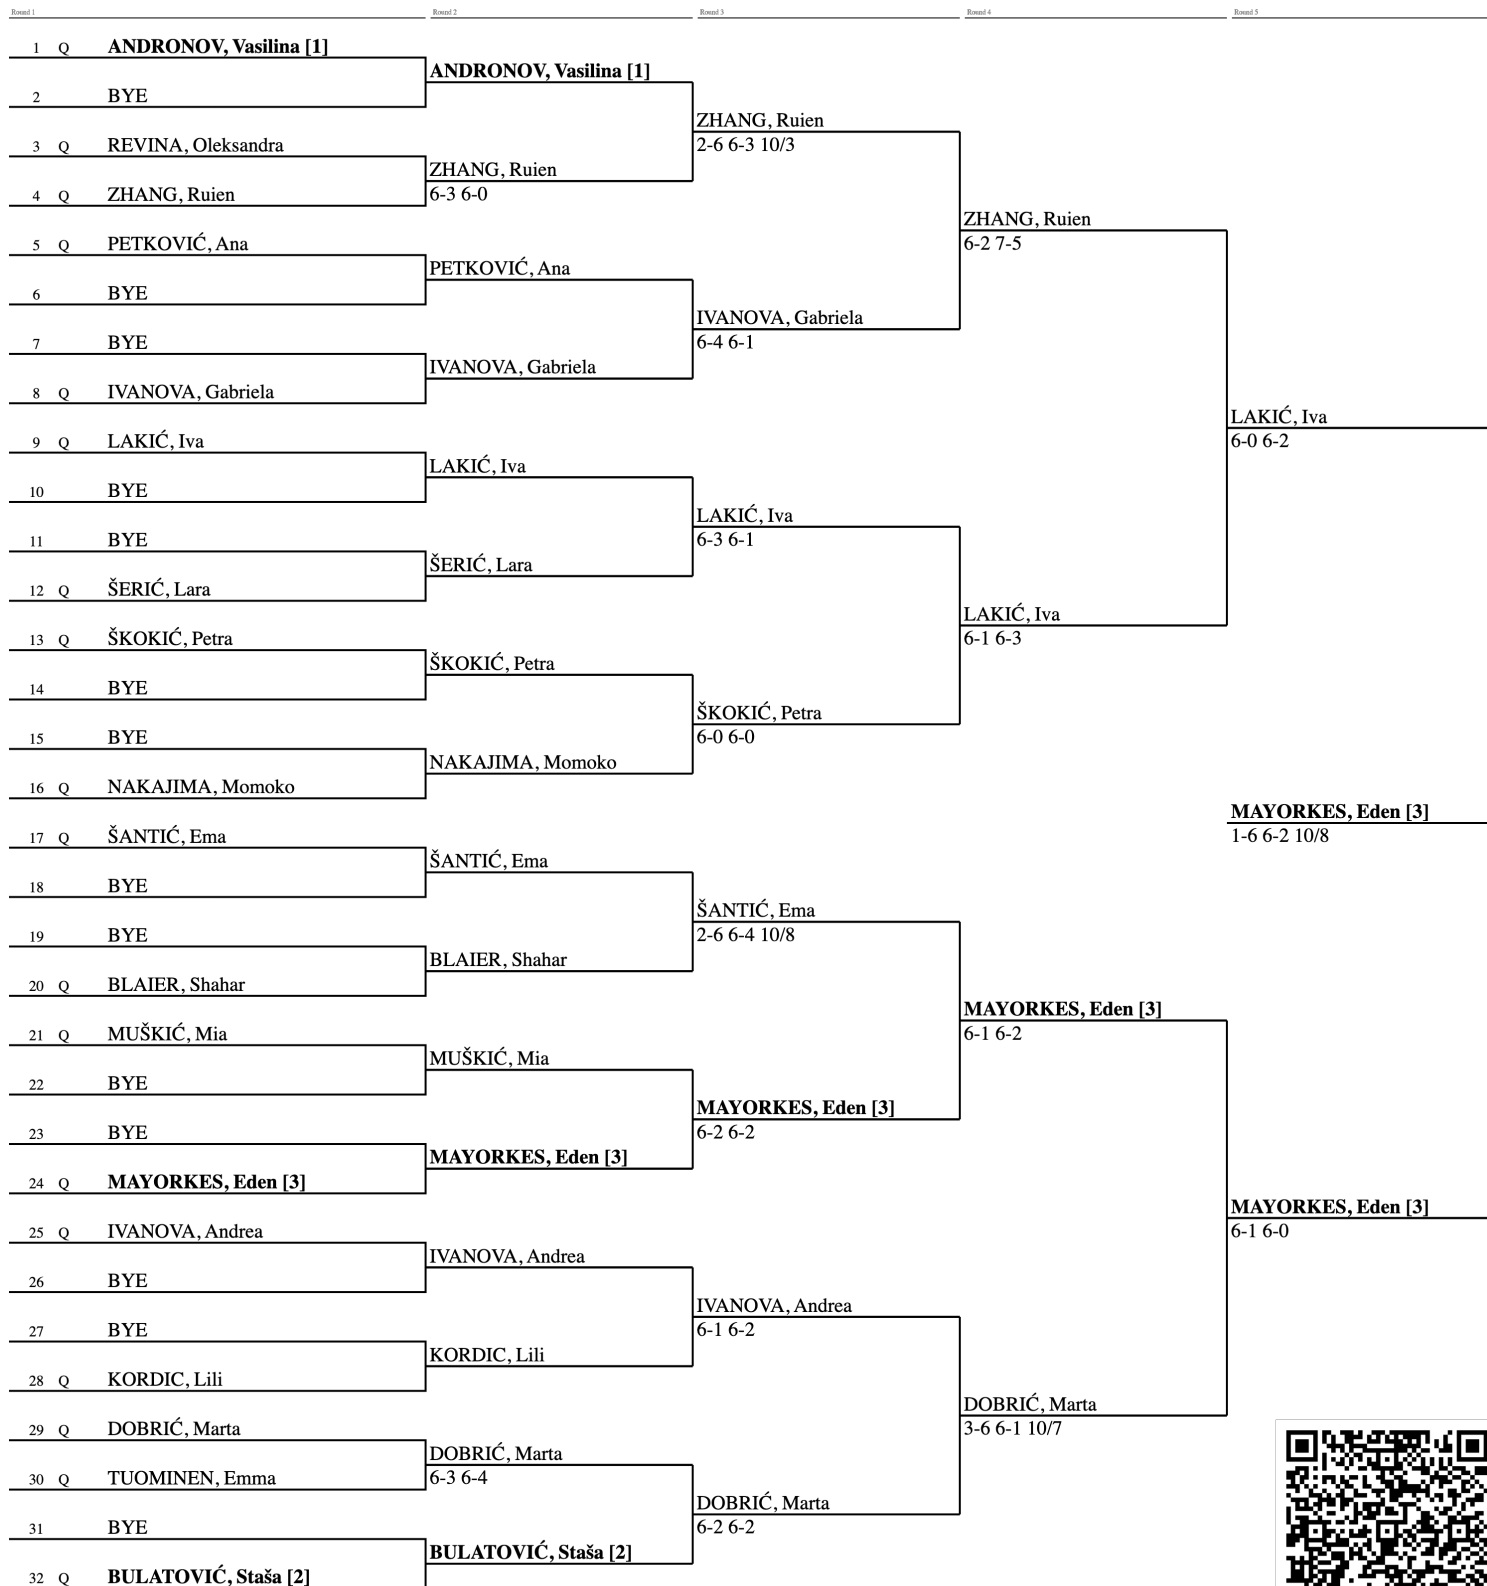 Round 1
Round 2
Round 3
Round 4
Round 5
1 Q ANDRONOV, Vasilina [1]
2 BYE
3 Q REVINA, Oleksandra
4 Q ZHANG, Ruien
5 Q PETKOVIĆ, Ana
6 BYE
7 BYE
8 Q IVANOVA, Gabriela
9 Q LAKIĆ, Iva
10 BYE
11 BYE
12 Q ŠERIĆ, Lara
13 Q ŠKOKIĆ, Petra
14 BYE
15 BYE
16 Q NAKAJIMA, Momoko
17 Q ŠANTIĆ, Ema
18 BYE
19 BYE
20 Q BLAIER, Shahar
21 Q MUŠKIĆ, Mia
22 BYE
23 BYE
24 Q MAYORKES, Eden [3]
25 Q IVANOVA, Andrea
26 BYE
27 BYE
28 Q KORDIC, Lili
29 Q DOBRIĆ, Marta
30 Q TUOMINEN, Emma
31 BYE
32 Q BULATOVIĆ, Staša [2]
ANDRONOV, Vasilina [1]
ZHANG, Ruien
6-3 6-0
PETKOVIĆ, Ana
IVANOVA, Gabriela
LAKIĆ, Iva
ŠERIĆ, Lara
ŠKOKIĆ, Petra
NAKAJIMA, Momoko
ŠANTIĆ, Ema
BLAIER, Shahar
MUŠKIĆ, Mia
MAYORKES, Eden [3]
IVANOVA, Andrea
KORDIC, Lili
DOBRIĆ, Marta
6-3 6-4
BULATOVIĆ, Staša [2]
ZHANG, Ruien
2-6 6-3 10/3
IVANOVA, Gabriela
6-4 6-1
LAKIĆ, Iva
6-3 6-1
ŠKOKIĆ, Petra
6-0 6-0
ŠANTIĆ, Ema
2-6 6-4 10/8
MAYORKES, Eden [3]
6-2 6-2
IVANOVA, Andrea
6-1 6-2
DOBRIĆ, Marta
6-2 6-2
ZHANG, Ruien
6-2 7-5
LAKIĆ, Iva
6-1 6-3
MAYORKES, Eden [3]
6-1 6-2
DOBRIĆ, Marta
3-6 6-1 10/7
LAKIĆ, Iva
6-0 6-2
MAYORKES, Eden [3]
1-6 6-2 10/8
MAYORKES, Eden [3]
6-1 6-0